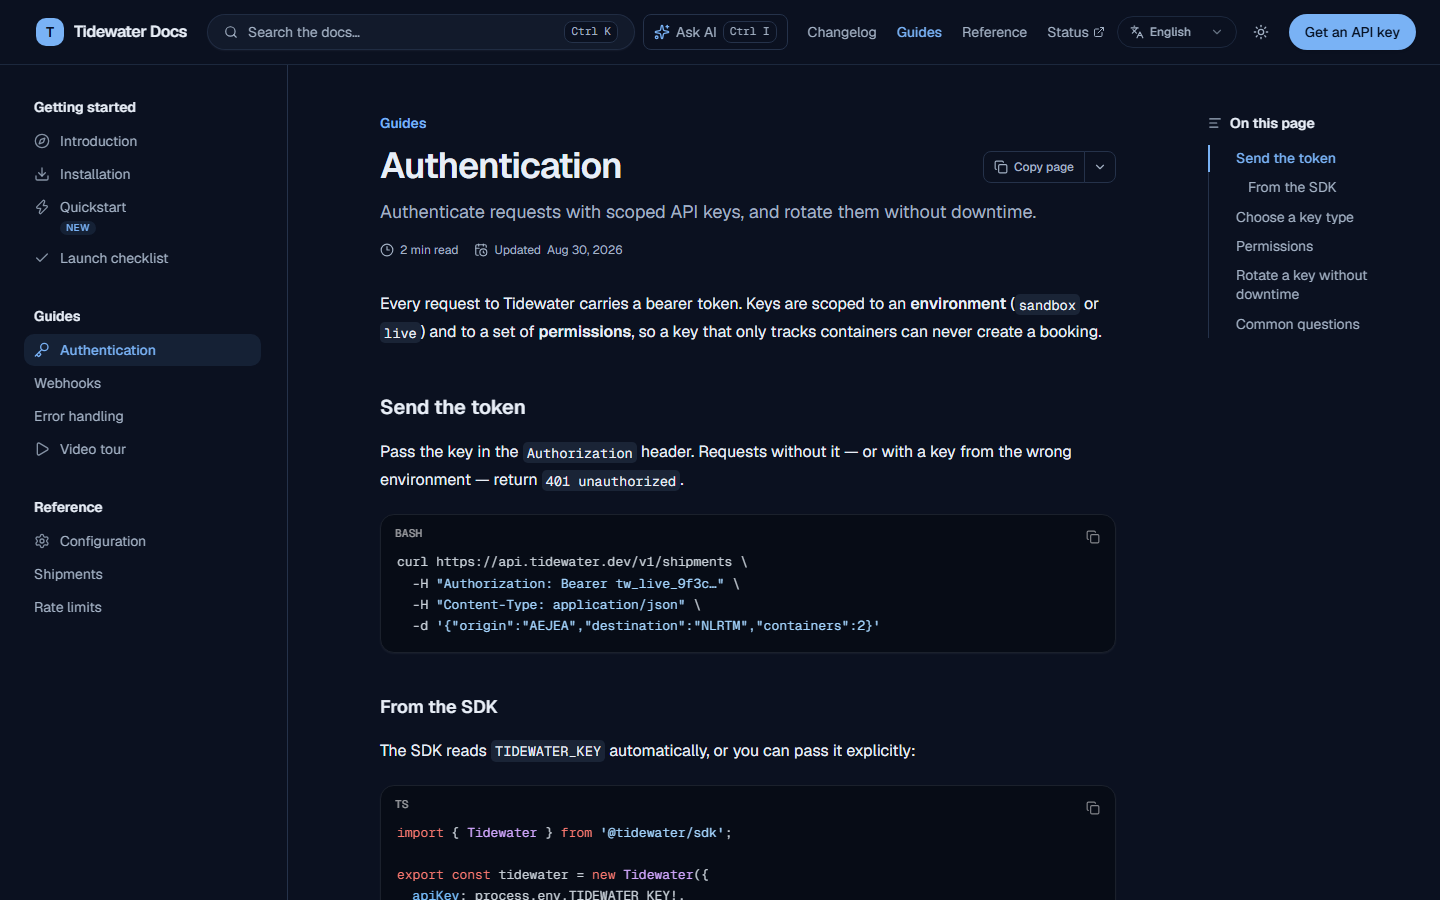 T Tidewater Docs
Search the docs...
Ctrl K
Ask AI
Ctrl I
Changelog
Guides
Reference
Status
English
Get an API key
Getting started
Introduction
Installation
Quickstart
NEW
Launch checklist
Guides
Authentication
Webhooks
Error handling
Video tour
Reference
Configuration
Shipments
Rate limits
Guides
Authentication
Copy page
Authenticate requests with scoped API keys, and rotate them without downtime.
2 min read
Updated Aug 30, 2026
Every request to Tidewater carries a bearer token. Keys are scoped to an environment (sandbox or
live) and to a set of permissions, so a key that only tracks containers can never create a booking.
Send the token
Pass the key in the Authorization header. Requests without it — or with a key from the wrong
environment — return 401 unauthorized.
BASH
curl https://api.tidewater.dev/v1/shipments \
  -H "Authorization: Bearer tw_live_9f3c…" \
  -H "Content-Type: application/json" \
  -d '{"origin":"AEJEA","destination":"NLRTM","containers":2}'
From the SDK
The SDK reads TIDEWATER_KEY automatically, or you can pass it explicitly:
TS
import { Tidewater } from '@tidewater/sdk';
export const tidewater = new Tidewater({
  apiKey: process.env.TIDEWATER_KEY!,
On this page
Send the token
From the SDK
Choose a key type
Permissions
Rotate a key without
downtime
Common questions